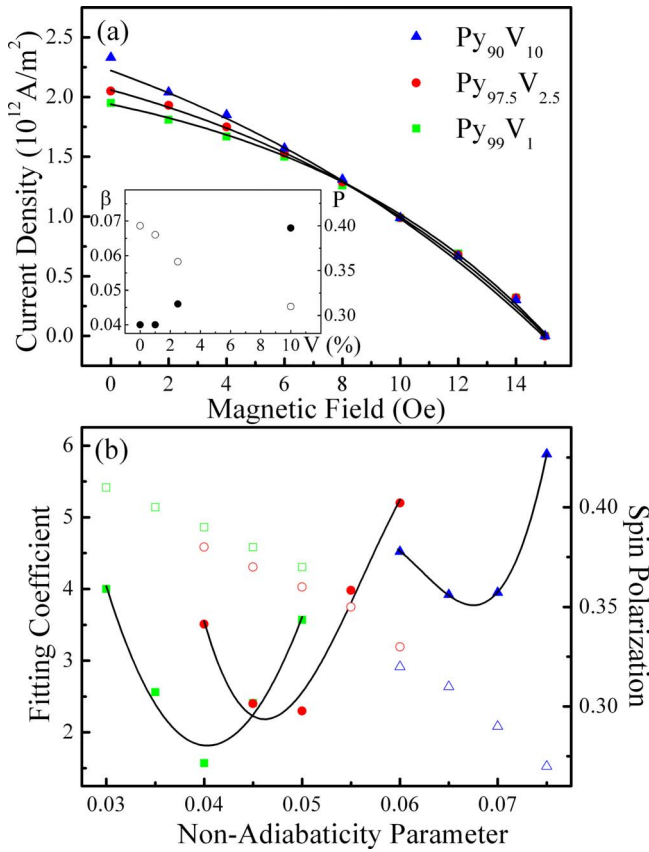 (a)
Py90V10
Py97.5V2.5
Py99V1
Current Density (10^12 A/m^2)
2.5
2.0
1.5
1.0
0.5
0.0
β
P
0.07
0.06
0.05
0.04
0.40
0.35
0.30
0 2 4 6 8 10
V (%)
0 2 4 6 8 10 12 14
Magnetic Field (Oe)
(b)
Fitting Coefficient
6
5
4
3
2
0.40
0.35
0.30
Spin Polarization
0.03 0.04 0.05 0.06 0.07
Non-Adiabaticity Parameter